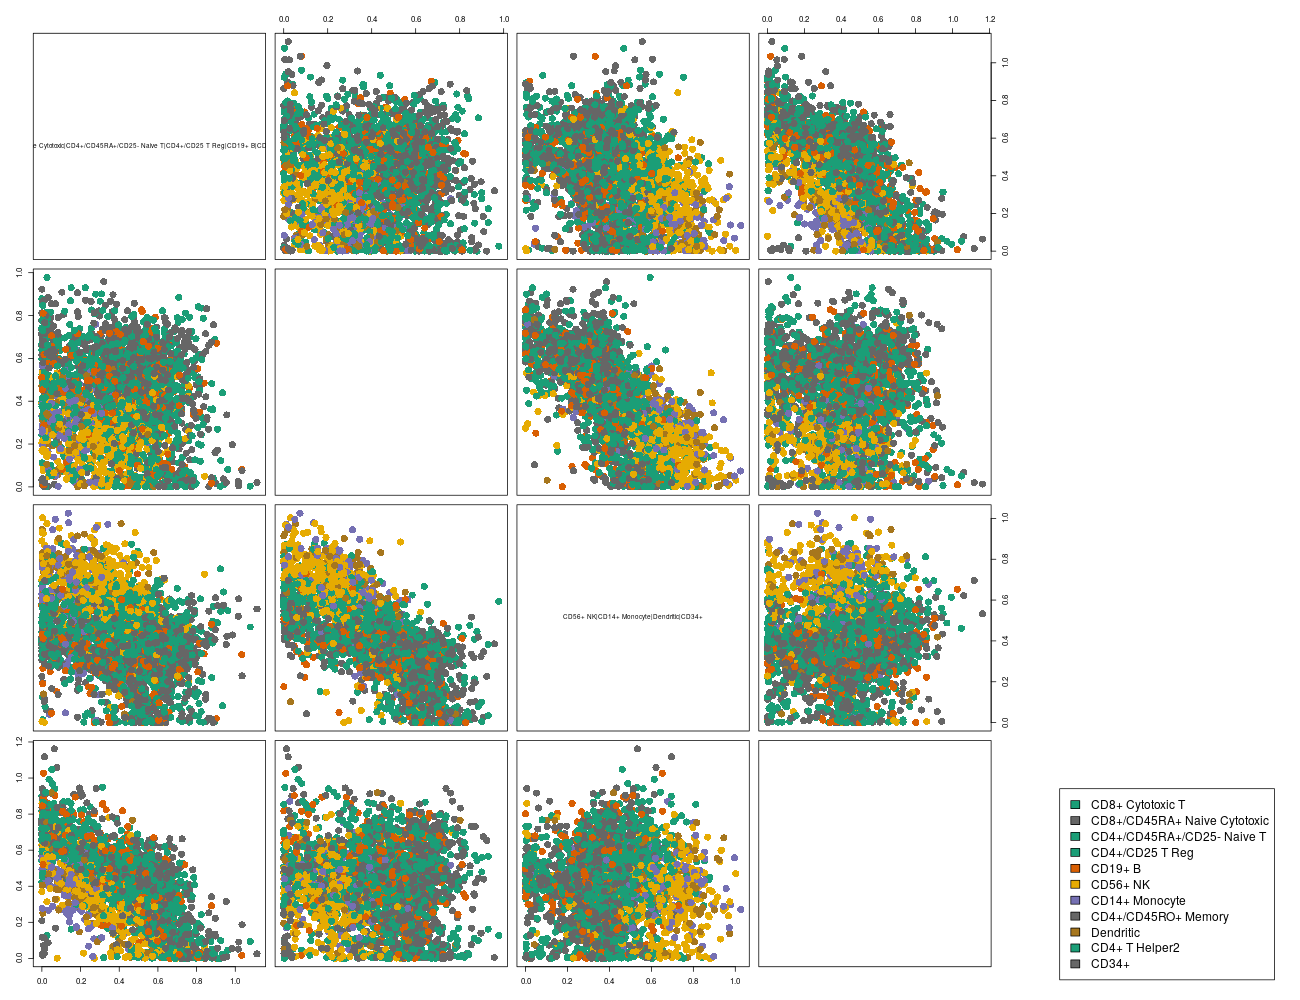 0.0 0.2 0.4 0.6 0.8 1.0
0.0 0.2 0.4 0.6 0.8 1.0 1.2
e Cytotoxic|CD4+/CD45RA+/CD25- Naive T|CD4+/CD25 T Reg|CD19+ B|CD
0.0 0.2 0.4 0.6 0.8 1.0
0.0 0.2 0.4 0.6 0.8 1.0
CD56+ NK|CD14+ Monocyte|Dendritic|CD34+
0.0 0.2 0.4 0.6 0.8 1.0
0.0 0.2 0.4 0.6 0.8 1.0 1.2
0.0 0.2 0.4 0.6 0.8 1.0
0.0 0.2 0.4 0.6 0.8 1.0
CD8+ Cytotoxic T
CD8+/CD45RA+ Naive Cytotoxic
CD4+/CD45RA+/CD25- Naive T
CD4+/CD25 T Reg
CD19+ B
CD56+ NK
CD14+ Monocyte
CD4+/CD45RO+ Memory
Dendritic
CD4+ T Helper2
CD34+